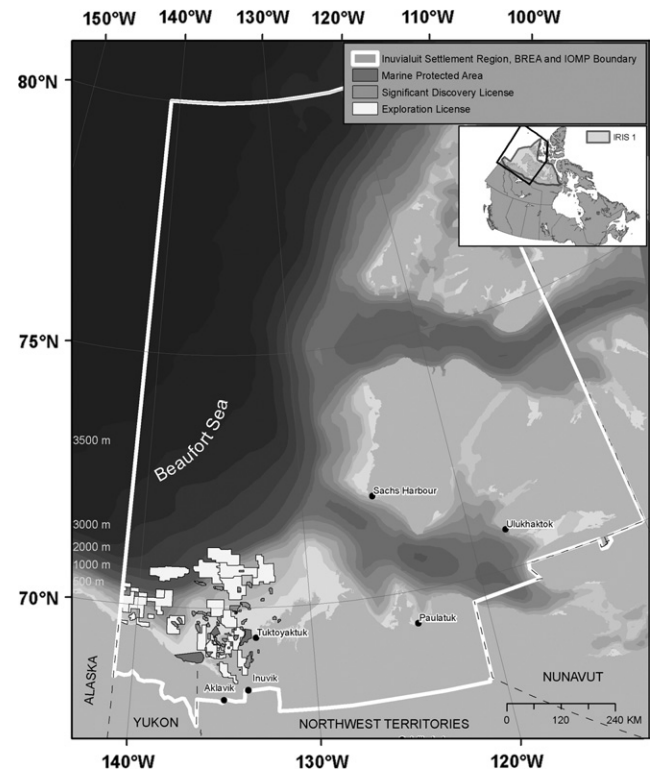 150°W 140°W 130°W 120°W 110°W 100°W
80°N
75°N
70°N
Inuvialuit Settlement Region, BREA and IOMP Boundary
Marine Protected Area
Significant Discovery License
Exploration License
IRIS 1
Beaufort Sea
3500 m
3000 m
2000 m
1000 m
500 m
Sachs Harbour
Ulukhaktok
Paulatuk
Tuktoyaktuk
Inuvik
Aklavik
ALASKA
YUKON
NORTHWEST TERRITORIES
NUNAVUT
0 120 240 KM
140°W 130°W 120°W